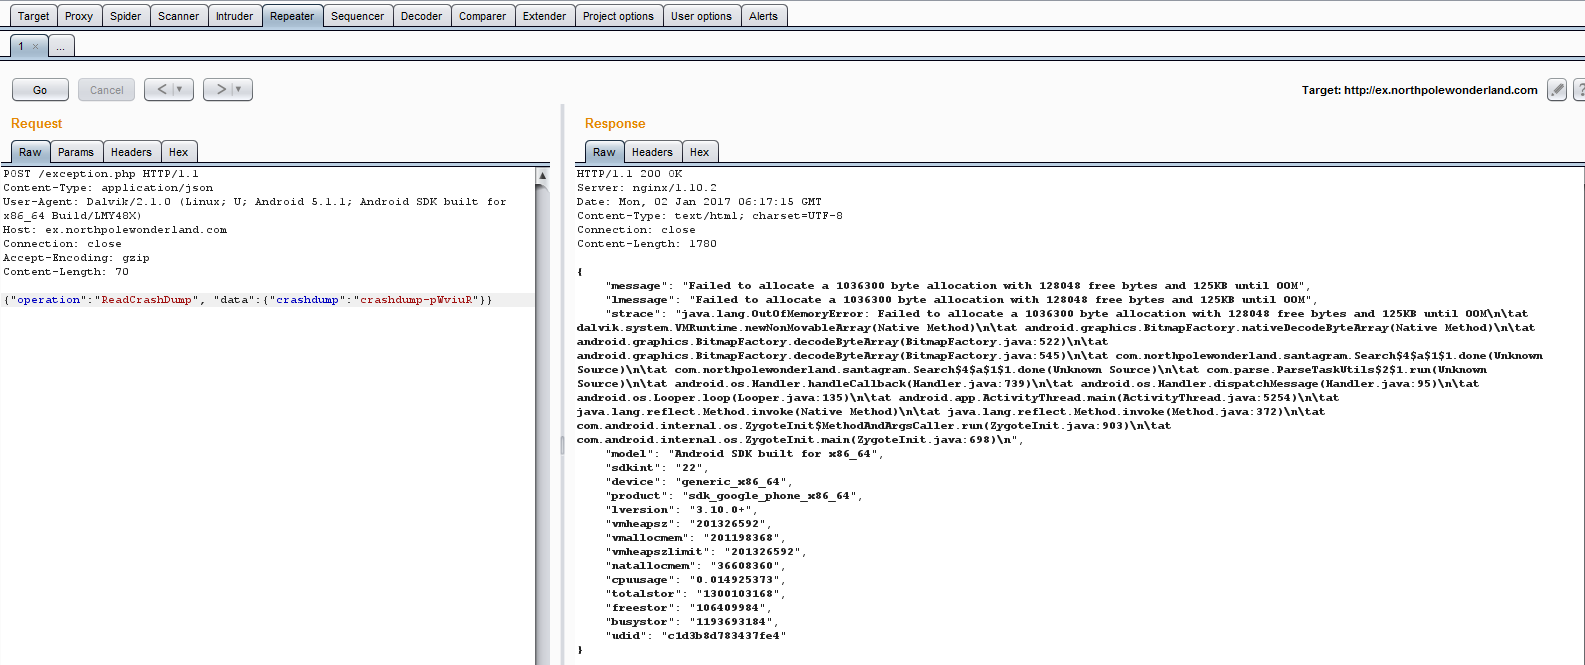 Target Proxy Spider Scanner Intruder Repeater Sequencer Decoder Comparer Extender Project options User options Alerts
1 × ...
Go Cancel < ▼ > ▼ Target: http://ex.northpolewonderland.com ?
Request
Raw Params Headers Hex
POST /exception.php HTTP/1.1
Content-Type: application/json
User-Agent: Dalvik/2.1.0 (Linux; U; Android 5.1.1; Android SDK built for
x86_64 Build/LMY48X)
Host: ex.northpolewonderland.com
Connection: close
Accept-Encoding: gzip
Content-Length: 70
{"operation":"ReadCrashDump", "data":{"crashdump":"crashdump-pWviuR"}}
Response
Raw Headers Hex
HTTP/1.1 200 OK
Server: nginx/1.10.2
Date: Mon, 02 Jan 2017 06:17:15 GMT
Content-Type: text/html; charset=UTF-8
Connection: close
Content-Length: 1780
{
"message": "Failed to allocate a 1036300 byte allocation with 128048 free bytes and 125KB until OOM",
"lmessage": "Failed to allocate a 1036300 byte allocation with 128048 free bytes and 125KB until OOM",
"strace": "java.lang.OutOfMemoryError: Failed to allocate a 1036300 byte allocation with 128048 free bytes and 125KB until OOM\n\tat
dalvik.system.VMRuntime.newNonMovableArray(Native Method)\n\tat android.graphics.BitmapFactory.nativeDecodeByteArray(Native Method)\n\tat
android.graphics.BitmapFactory.decodeByteArray(BitmapFactory.java:522)\n\tat
android.graphics.BitmapFactory.decodeByteArray(BitmapFactory.java:545)\n\tat com.northpolewonderland.santagram.Search$4$a$1$1.done(Unknown
Source)\n\tat com.northpolewonderland.santagram.Search$4$a$1$1.done(Unknown Source)\n\tat com.parse.ParseTaskUtils$2$1.run(Unknown
Source)\n\tat android.os.Handler.handleCallback(Handler.java:739)\n\tat android.os.Handler.dispatchMessage(Handler.java:95)\n\tat
android.os.Looper.loop(Looper.java:135)\n\tat android.app.ActivityThread.main(ActivityThread.java:5254)\n\tat
java.lang.reflect.Method.invoke(Native Method)\n\tat java.lang.reflect.Method.invoke(Method.java:372)\n\tat
com.android.internal.os.ZygoteInit$MethodAndArgsCaller.run(ZygoteInit.java:903)\n\tat
com.android.internal.os.ZygoteInit.main(ZygoteInit.java:698)\n",
"model": "Android SDK built for x86_64",
"sdkint": "22",
"device": "generic_x86_64",
"product": "sdk_google_phone_x86_64",
"lversion": "3.10.0+",
"vmheapsz": "201326592",
"vmallocmem": "201198368",
"vmheapszlimit": "201326592",
"natallocmem": "36608360",
"cpuusage": "0.014925373",
"totalstor": "1300103168",
"freestor": "106409984",
"busystor": "1193693184",
"udid": "c1d3b8d783437fe4"
}